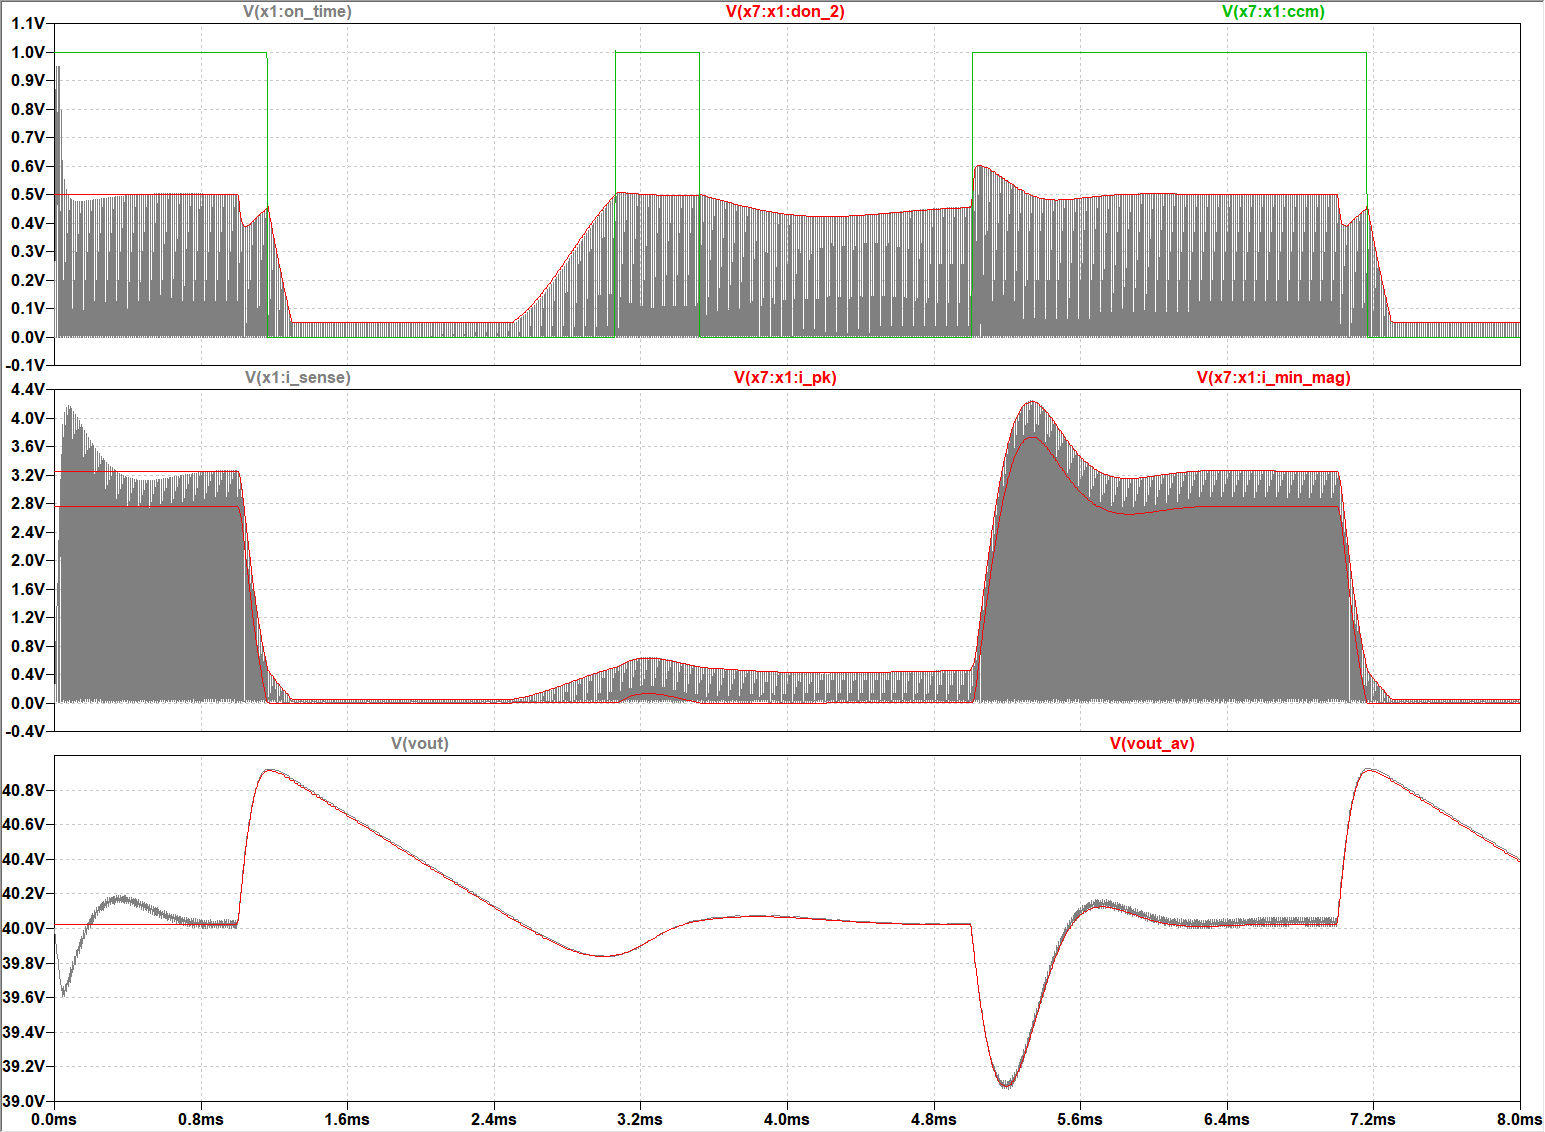 V(x1:on_time) V(x7:x1:don_2) V(x7:x1:ccm)
1.1V
1.0V
0.9V
0.8V
0.7V
0.6V
0.5V
0.4V
0.3V
0.2V
0.1V
0.0V
-0.1V
V(x1:i_sense) V(x7:x1:i_pk) V(x7:x1:i_min_mag)
4.4V
4.0V
3.6V
3.2V
2.8V
2.4V
2.0V
1.6V
1.2V
0.8V
0.4V
0.0V
-0.4V
V(vout) V(vout_av)
40.8V
40.6V
40.4V
40.2V
40.0V
39.8V
39.6V
39.4V
39.2V
39.0V
0.0ms 0.8ms 1.6ms 2.4ms 3.2ms 4.0ms 4.8ms 5.6ms 6.4ms 7.2ms 8.0ms